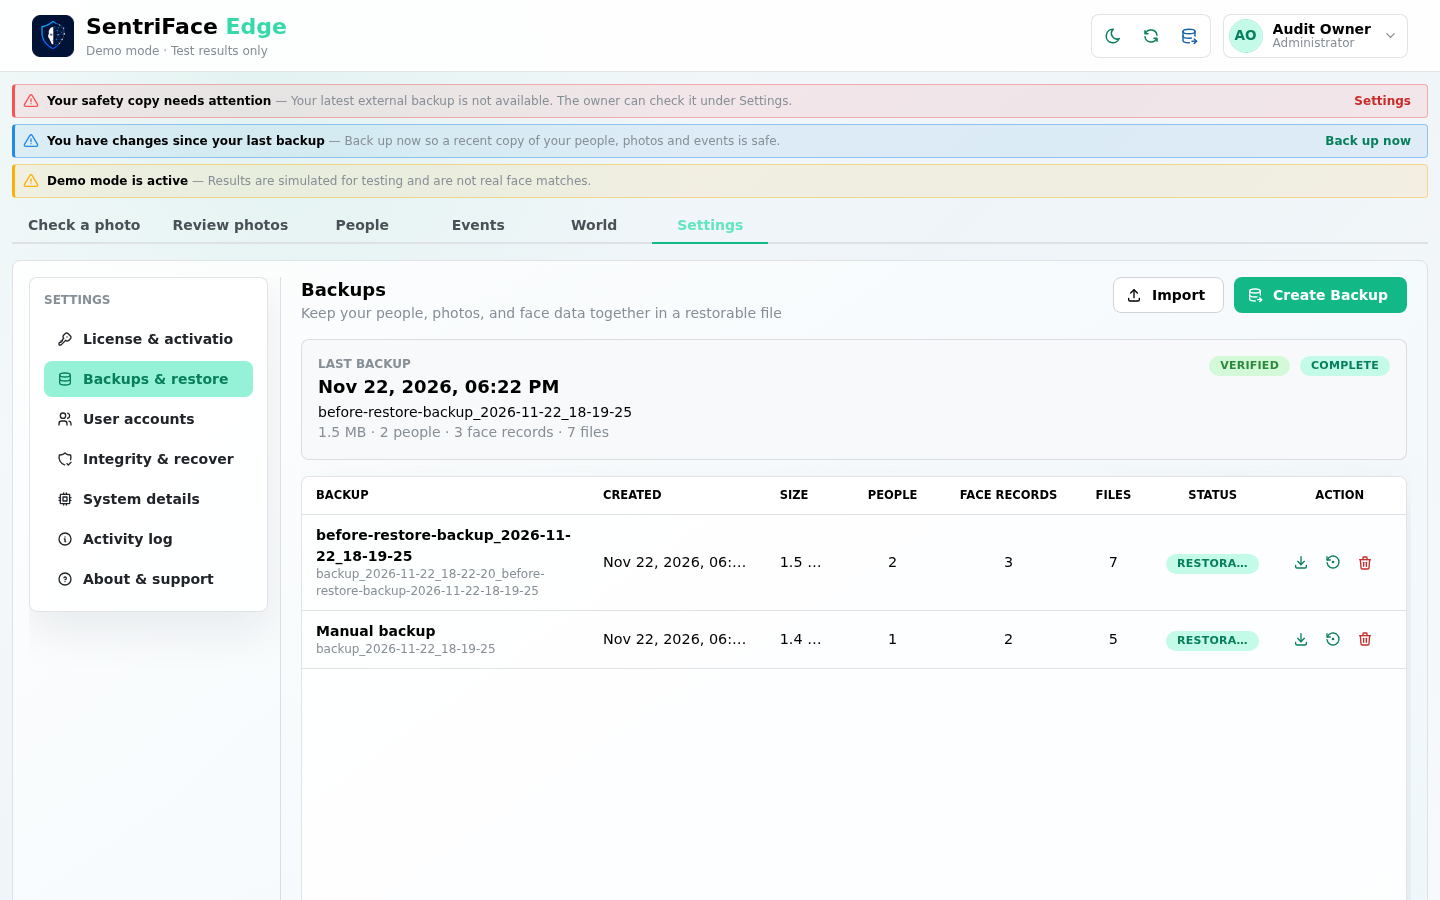 SentriFace Edge
Demo mode · Test results only
AO
Audit Owner
Administrator
Your safety copy needs attention — Your latest external backup is not available. The owner can check it under Settings.
Settings
You have changes since your last backup — Back up now so a recent copy of your people, photos and events is safe.
Back up now
Demo mode is active — Results are simulated for testing and are not real face matches.
Check a photo
Review photos
People
Events
World
Settings
SETTINGS
License & activatio
Backups & restore
User accounts
Integrity & recover
System details
Activity log
About & support
Backups
Keep your people, photos, and face data together in a restorable file
Import
Create Backup
LAST BACKUP
VERIFIED
COMPLETE
Nov 22, 2026, 06:22 PM
before-restore-backup_2026-11-22_18-19-25
1.5 MB · 2 people · 3 face records · 7 files
BACKUP CREATED SIZE PEOPLE FACE RECORDS FILES STATUS ACTION
before-restore-backup_2026-11-
22_18-19-25
backup_2026-11-22_18-22-20_before-
restore-backup-2026-11-22-18-19-25
Nov 22, 2026, 06:... 1.5 ... 2 3 7 RESTORA...
Manual backup
backup_2026-11-22_18-19-25
Nov 22, 2026, 06:... 1.4 ... 1 2 5 RESTORA...